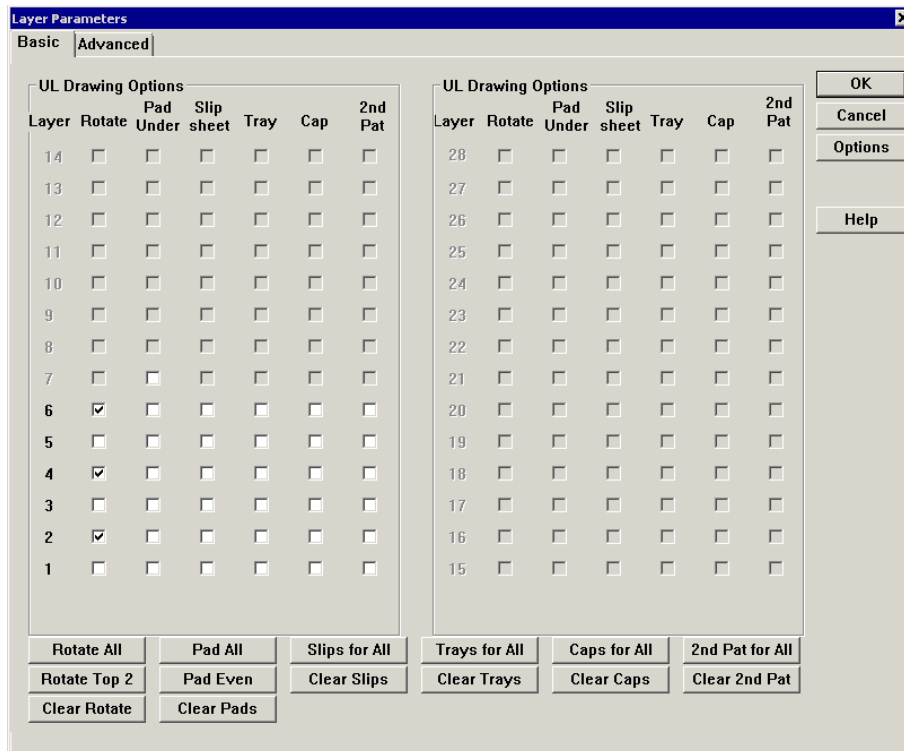 Layer Parameters
Basic Advanced
UL Drawing Options
Layer Rotate Pad Under Slip sheet Tray Cap 2nd Pat
14
13
12
11
10
9
8
7
6
5
4
3
2
1
UL Drawing Options
Layer Rotate Pad Under Slip sheet Tray Cap 2nd Pat
28
27
26
25
24
23
22
21
20
19
18
17
16
15
OK
Cancel
Options
Help
Rotate All Pad All Slips for All Trays for All Caps for All 2nd Pat for All
Rotate Top 2 Pad Even Clear Slips Clear Trays Clear Caps Clear 2nd Pat
Clear Rotate Clear Pads